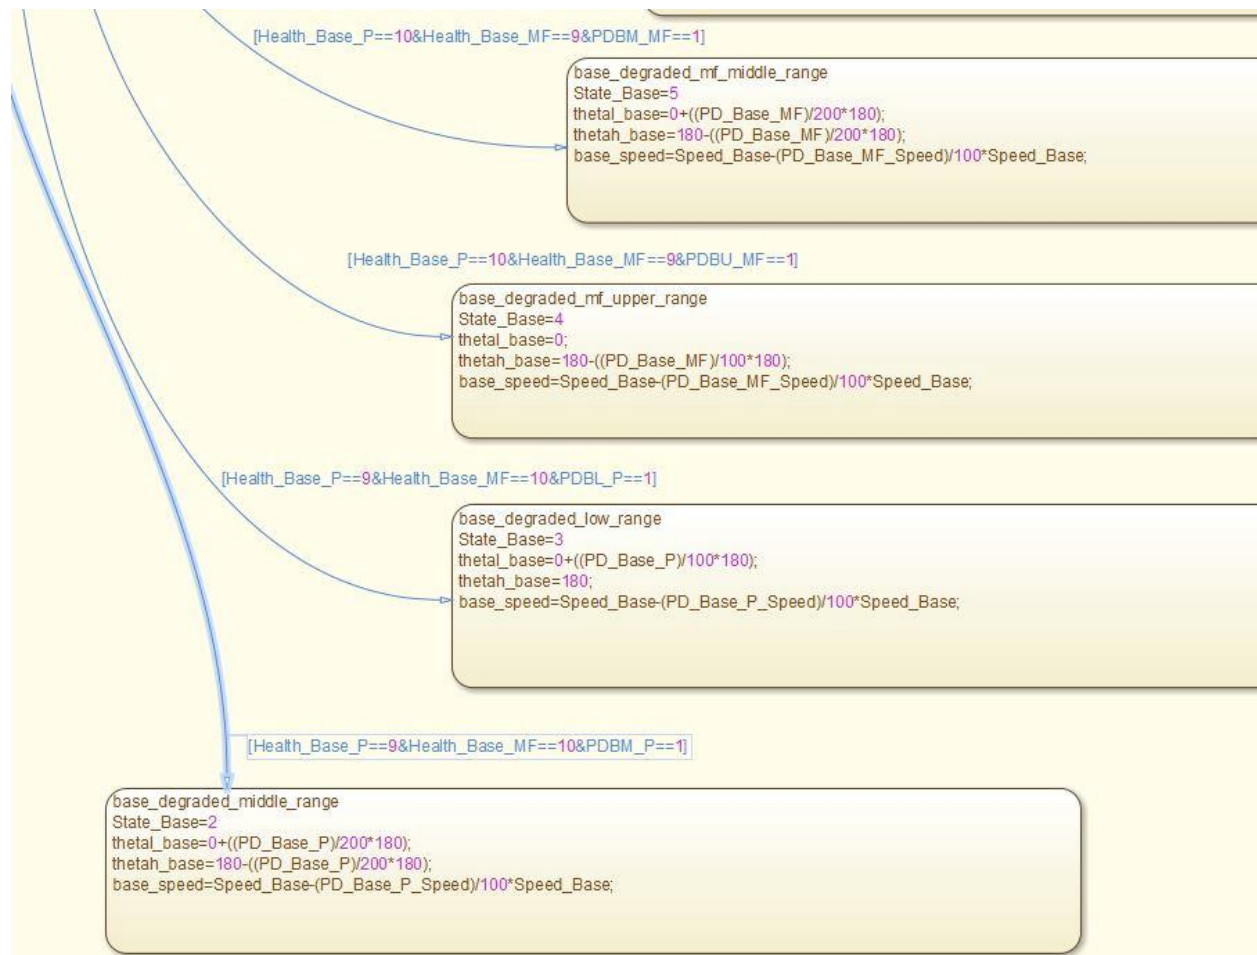 [Health_Base_P==10&Health_Base_MF==9&PDBM_MF==1]
base_degraded_mf_middle_range
State_Base=5
thetal_base=0+((PD_Base_MF)/200*180);
thetah_base=180-((PD_Base_MF)/200*180);
base_speed=Speed_Base-(PD_Base_MF_Speed)/100*Speed_Base;
[Health_Base_P==10&Health_Base_MF==9&PDBU_MF==1]
base_degraded_mf_upper_range
State_Base=4
thetal_base=0;
thetah_base=180-((PD_Base_MF)/100*180);
base_speed=Speed_Base-(PD_Base_MF_Speed)/100*Speed_Base;
[Health_Base_P==9&Health_Base_MF==10&PDBL_P==1]
base_degraded_low_range
State_Base=3
thetal_base=0+((PD_Base_P)/100*180);
thetah_base=180;
base_speed=Speed_Base-(PD_Base_P_Speed)/100*Speed_Base;
[Health_Base_P==9&Health_Base_MF==10&PDBM_P==1]
base_degraded_middle_range
State_Base=2
thetal_base=0+((PD_Base_P)/200*180);
thetah_base=180-((PD_Base_P)/200*180);
base_speed=Speed_Base-(PD_Base_P_Speed)/100*Speed_Base;